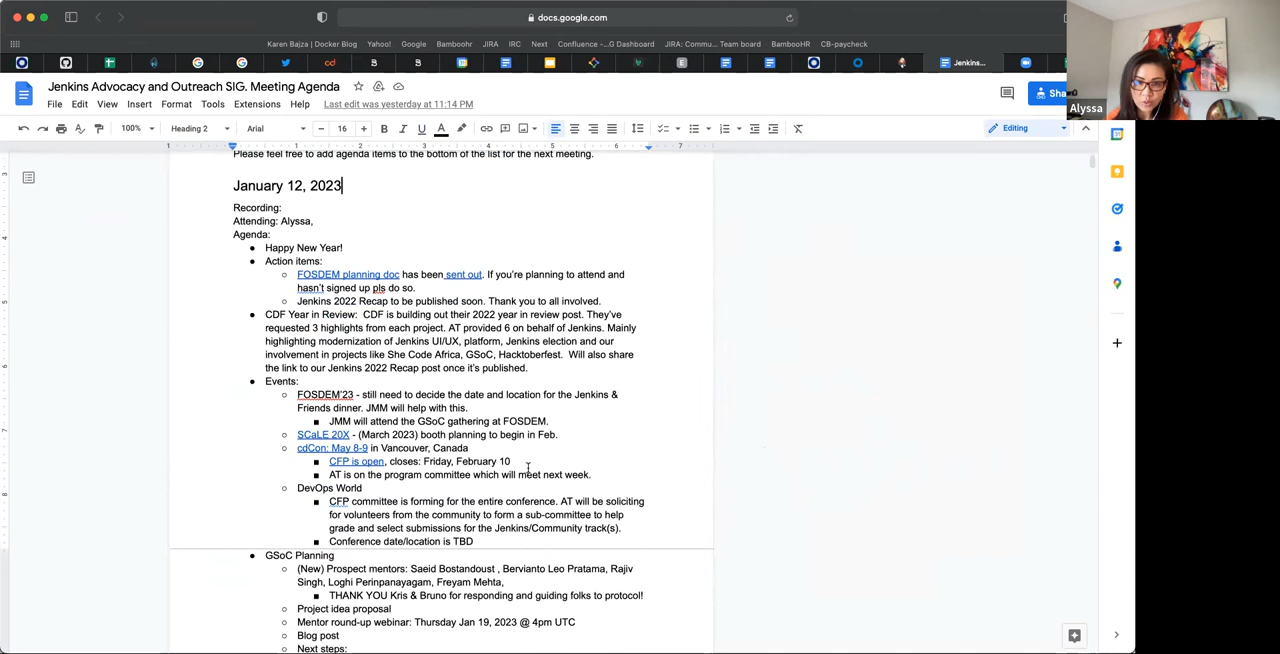 docs.google.com
Karen Bajza | Docker Blog Yahoo! Google Bamboohr JIRA IRC Next Confluence -...G Dashboard JIRA: Commu... Team board BambooHR CB-paycheck
Jenkins...
Jenkins Advocacy and Outreach SIG. Meeting Agenda
Sha
Alyssa
File Edit View Insert Format Tools Extensions Help Last edit was yesterday at 11:14 PM
100% Heading 2 Arial 16 Editing
1 1 2 3 4 5 6 7
Please feel free to add agenda items to the bottom of the list for the next meeting.
January 12, 2023
Recording:
Attending: Alyssa,
Agenda:
Happy New Year!
Action items:
FOSDEM planning doc has been sent out. If you're planning to attend and
hasn't signed up pls do so.
Jenkins 2022 Recap to be published soon. Thank you to all involved.
CDF Year in Review: CDF is building out their 2022 year in review post. They've
requested 3 highlights from each project. AT provided 6 on behalf of Jenkins. Mainly
highlighting modernization of Jenkins UI/UX, platform, Jenkins election and our
involvement in projects like She Code Africa, GSoC, Hacktoberfest. Will also share
the link to our Jenkins 2022 Recap post once it's published.
Events:
FOSDEM'23 - still need to decide the date and location for the Jenkins &
Friends dinner. JMM will help with this.
JMM will attend the GSoC gathering at FOSDEM.
SCaLE 20X - (March 2023) booth planning to begin in Feb.
cdCon: May 8-9 in Vancouver, Canada
CFP is open, closes: Friday, February 10
AT is on the program committee which will meet next week.
DevOps World
CFP committee is forming for the entire conference. AT will be soliciting
for volunteers from the community to form a sub-committee to help
grade and select submissions for the Jenkins/Community track(s).
Conference date/location is TBD
GSoC Planning
(New) Prospect mentors: Saeid Bostandoust , Bervianto Leo Pratama, Rajiv
Singh, Loghi Perinpanayagam, Freyam Mehta,
THANK YOU Kris & Bruno for responding and guiding folks to protocol!
Project idea proposal
Mentor round-up webinar: Thursday Jan 19, 2023 @ 4pm UTC
Blog post
Next steps: